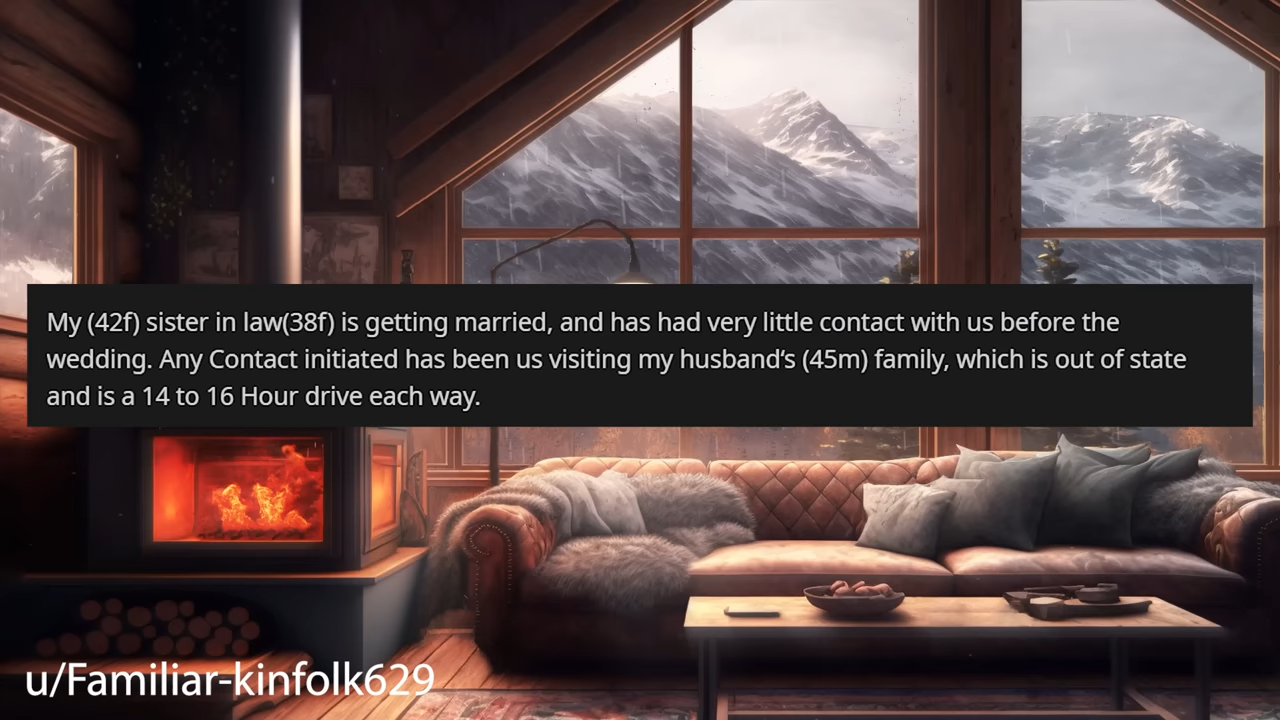 My (42f) sister in law(38f) is getting married, and has had very little contact with us before the
wedding. Any Contact initiated has been us visiting my husband‘s (45m) family, which is out of state
and is a 14 to 16 Hour drive each way.
u/Familiar-kinfolk629